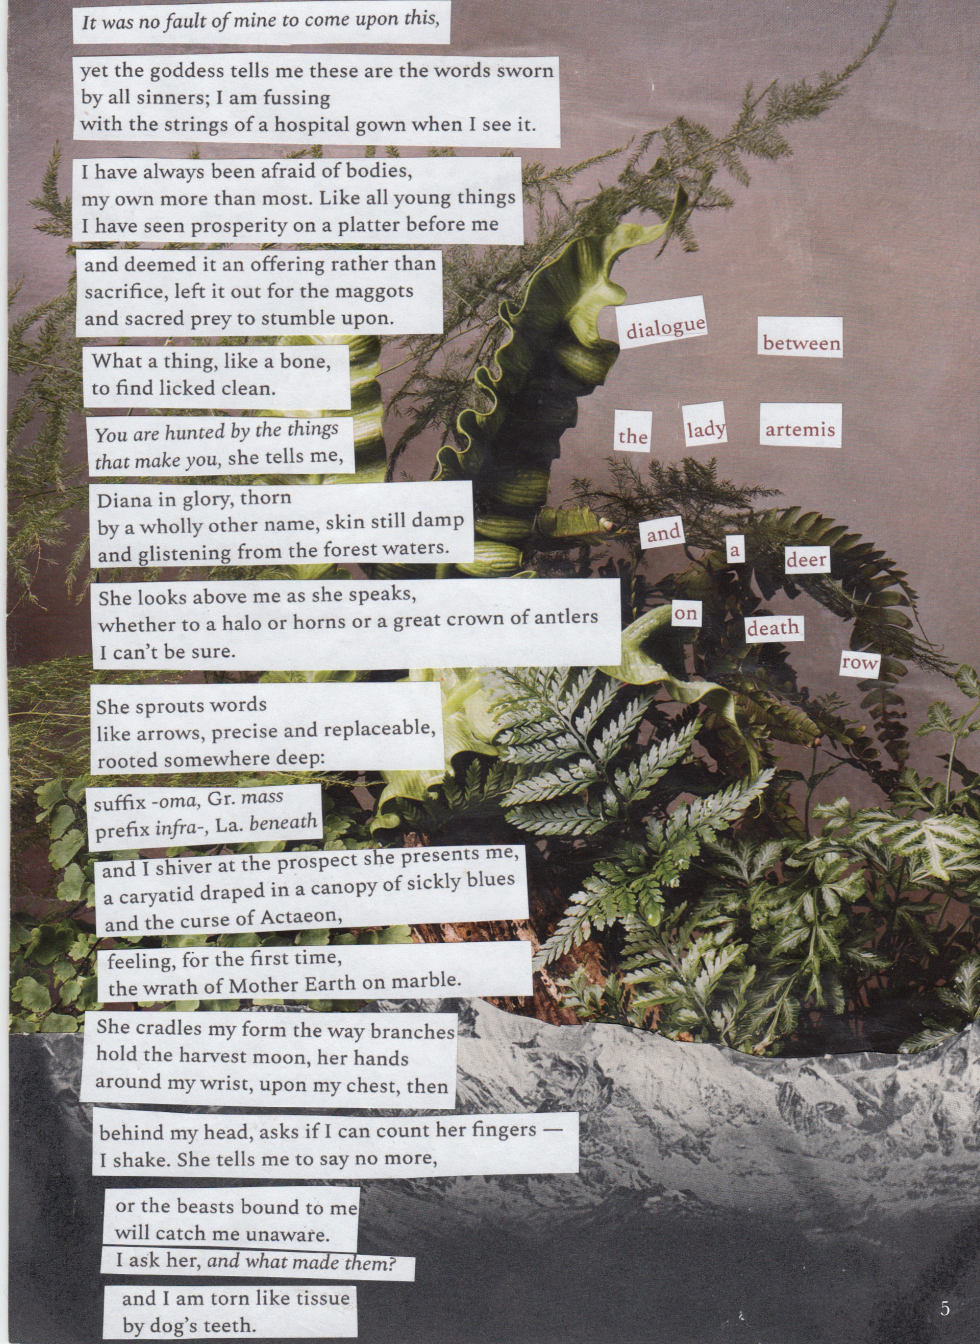 It was no fault of mine to come upon this,
yet the goddess tells me these are the words sworn
by all sinners; I am fussing
with the strings of a hospital gown when I see it.
I have always been afraid of bodies,
my own more than most. Like all young things
I have seen prosperity on a platter before me
and deemed it an offering rather than
sacrifice, left it out for the maggots
and sacred prey to stumble upon.
What a thing, like a bone,
to find licked clean.
You are hunted by the things
that make you, she tells me,
Diana in glory, thorn
by a wholly other name, skin still damp
and glistening from the forest waters.
She looks above me as she speaks,
whether to a halo or horns or a great crown of antlers
I can't be sure.
She sprouts words
like arrows, precise and replaceable,
rooted somewhere deep:
suffix -oma, Gr. mass
prefix infra-, La. beneath
and I shiver at the prospect she presents me,
a caryatid draped in a canopy of sickly blues
and the curse of Actaeon,
feeling, for the first time,
the wrath of Mother Earth on marble.
She cradles my form the way branches
hold the harvest moon, her hands
around my wrist, upon my chest, then
behind my head, asks if I can count her fingers —
I shake. She tells me to say no more,
or the beasts bound to me
will catch me unaware.
I ask her, and what made them?
and I am torn like tissue
by dog's teeth.
dialogue between
the lady artemis
and a deer
on death row
5